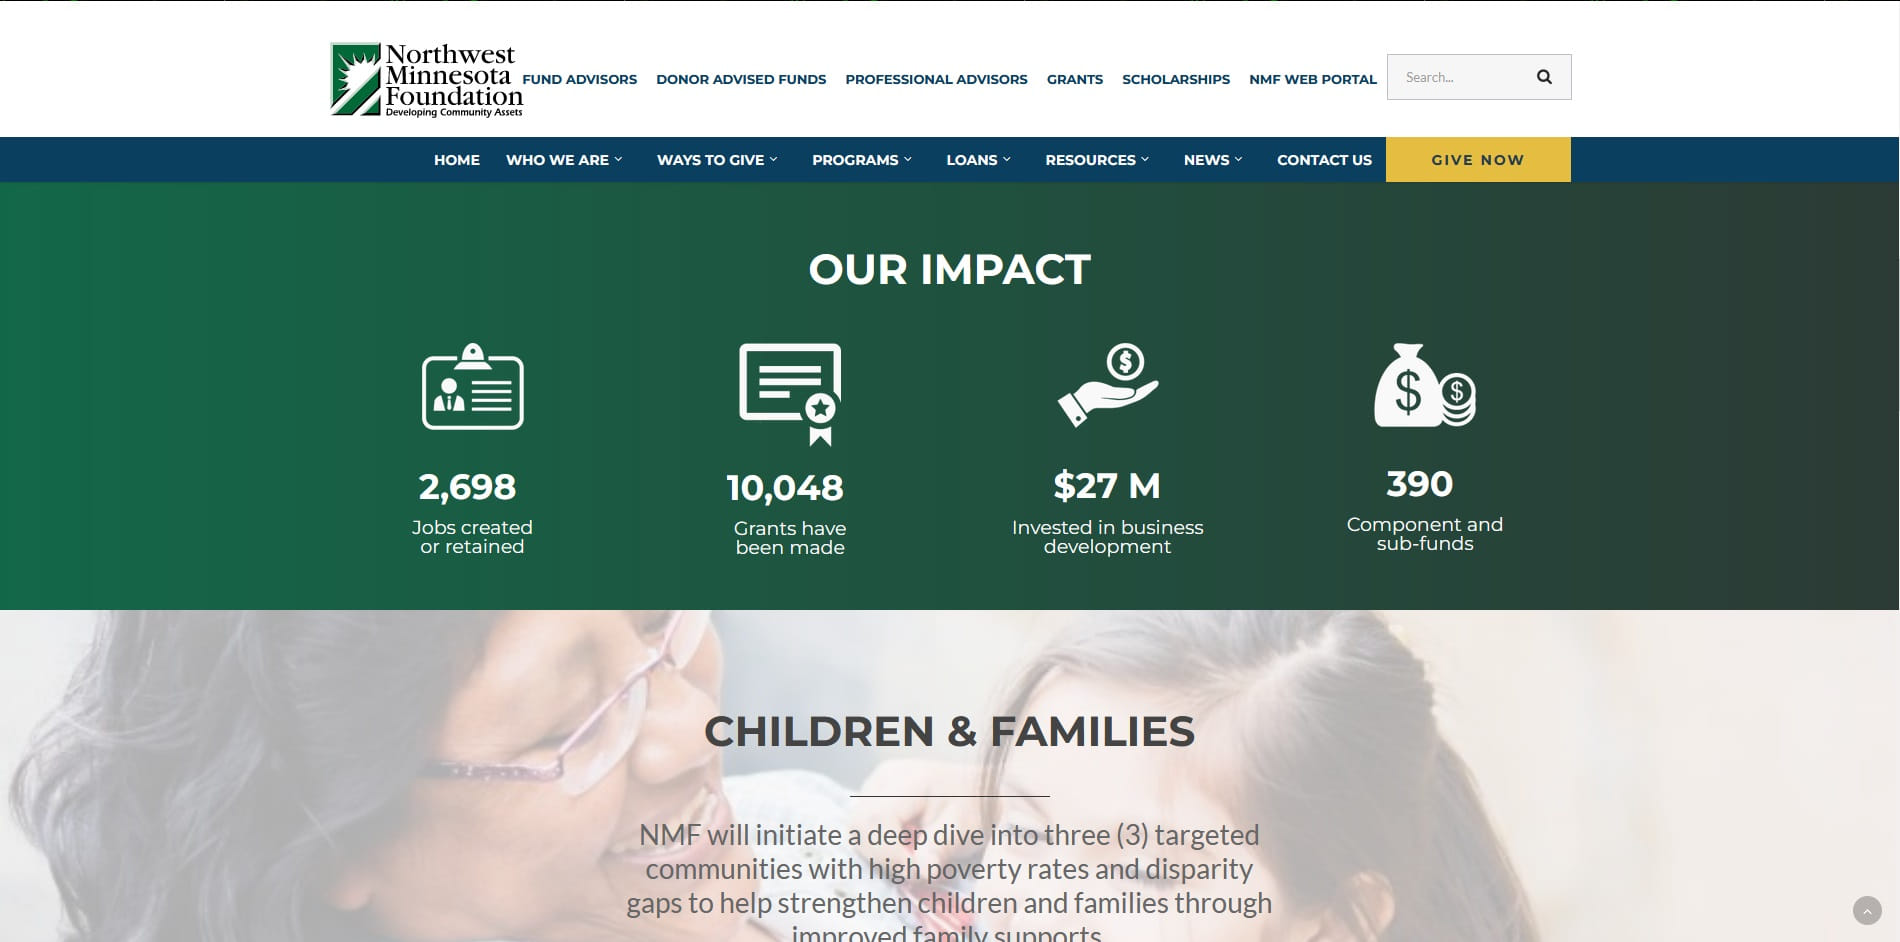 Northwest
Minnesota
Foundation
Developing Community Assets
FUND ADVISORS DONOR ADVISED FUNDS PROFESSIONAL ADVISORS GRANTS SCHOLARSHIPS NMF WEB PORTAL Search...
HOME WHO WE ARE WAYS TO GIVE PROGRAMS LOANS RESOURCES NEWS CONTACT US GIVE NOW
OUR IMPACT
2,698
Jobs created
or retained
10,048
Grants have
been made
$27 M
Invested in business
development
390
Component and
sub-funds
CHILDREN & FAMILIES
NMF will initiate a deep dive into three (3) targeted
communities with high poverty rates and disparity
gaps to help strengthen children and families through
improved family supports.